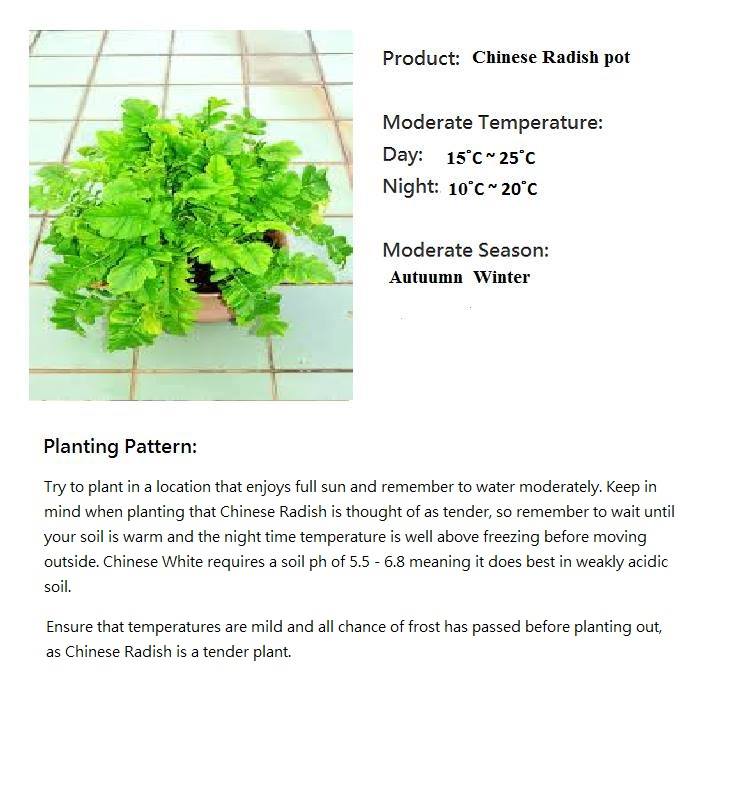 Product: Chinese Radish pot
Moderate Temperature:
Day: 15°C ~ 25°C
Night: 10°C ~ 20°C
Moderate Season:
Autuumn Winter
Planting Pattern:
Try to plant in a location that enjoys full sun and remember to water moderately. Keep in
mind when planting that Chinese Radish is thought of as tender, so remember to wait until
your soil is warm and the night time temperature is well above freezing before moving
outside. Chinese White requires a soil ph of 5.5 - 6.8 meaning it does best in weakly acidic
soil.
Ensure that temperatures are mild and all chance of frost has passed before planting out,
as Chinese Radish is a tender plant.